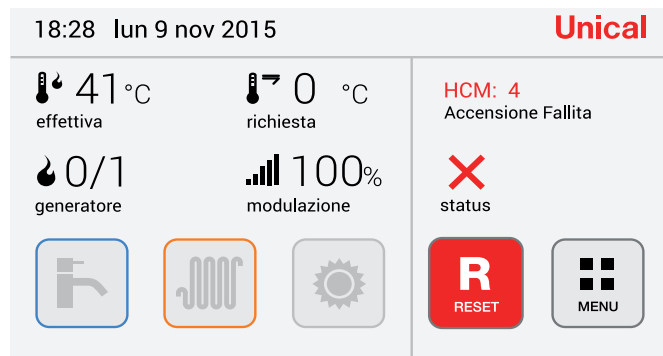 18:28 lun 9 nov 2015
Unical
41°C
effettiva
0 °C
richiesta
HCM: 4
Accensione Fallita
0/1
generatore
100%
modulazione
status
R
RESET
MENU